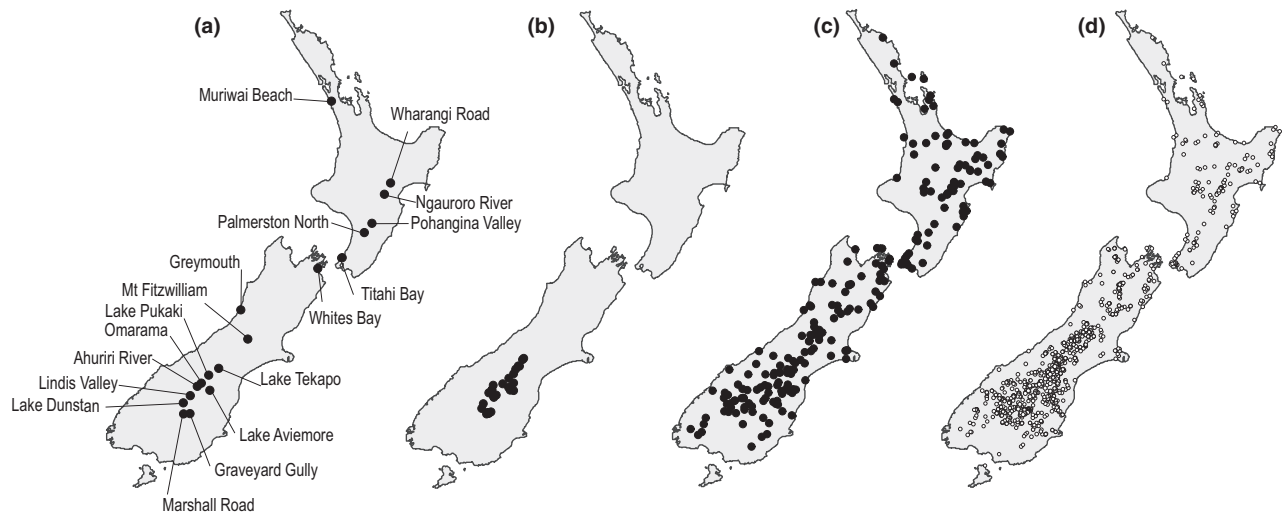 (a)
(b)
(c)
(d)
Muriwai Beach
Wharangi Road
Ngauroro River
Palmerston North
Pohangina Valley
Greymouth
Mt Fitzwilliam
Titahi Bay
Lake Pukaki
Whites Bay
Omarama
Ahuriri River
Lindis Valley
Lake Tekapo
Lake Dunstan
Lake Aviemore
Graveyard Gully
Marshall Road